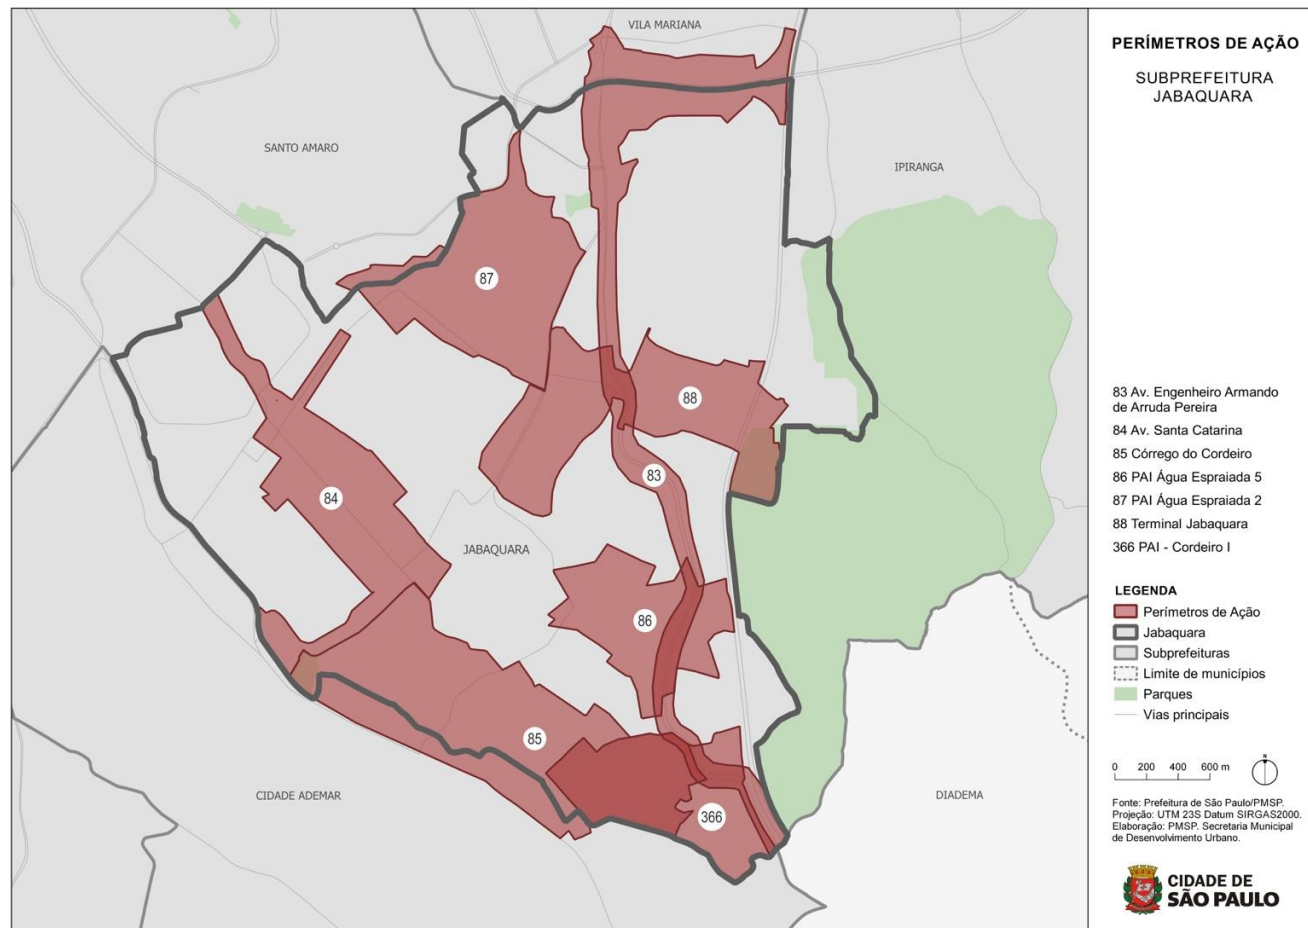 VILA MARIANA
SANTO AMARO
IPIRANGA
87
88
83
84
JABAQUARA
86
85
CIDADE ADEMAR
366
DIADEMA
PERÍMETROS DE AÇÃO
SUBPREFEITURA
JABAQUARA
83 Av. Engenheiro Armando
de Arruda Pereira
84 Av. Santa Catarina
85 Córrego do Cordeiro
86 PAI Água Espraiada 5
87 PAI Água Espraiada 2
88 Terminal Jabaquara
366 PAI - Cordeiro I
LEGENDA
Perímetros de Ação
Jabaquara
Subprefeituras
Limite de municípios
Parques
Vias principais
0 200 400 600 m
N
Fonte: Prefeitura de São Paulo/PMSP.
Projeção: UTM 23S Datum SIRGAS2000.
Elaboração: PMSP. Secretaria Municipal
de Desenvolvimento Urbano.
CIDADE DE
SÃO PAULO